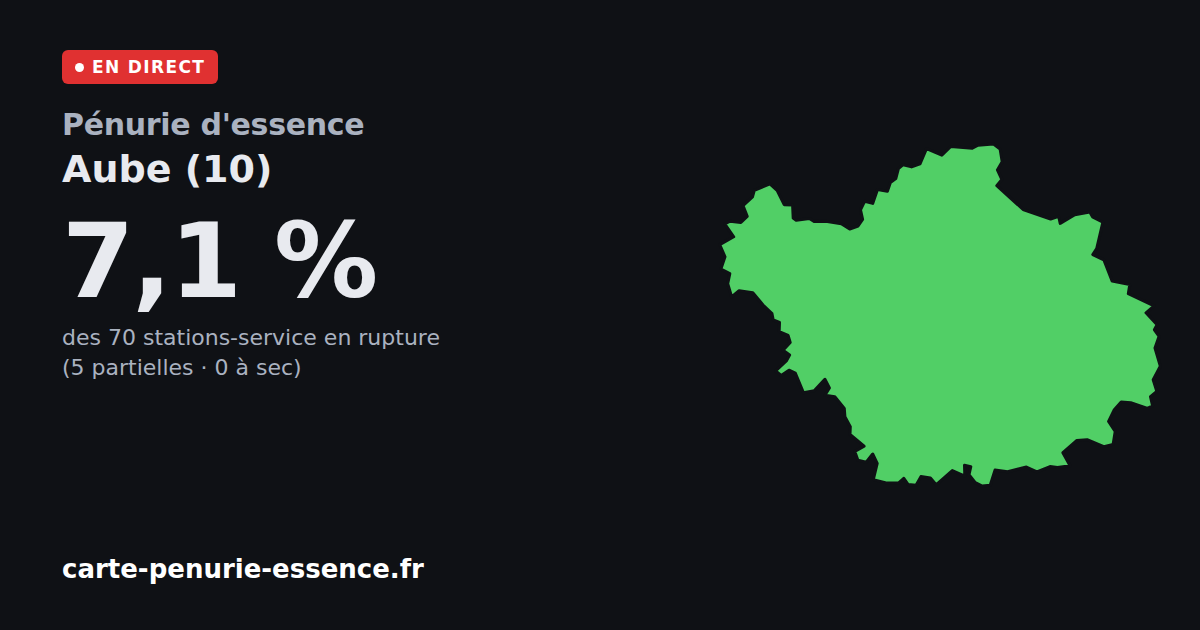 EN DIRECT
Pénurie d'essence
Aube (10)
7,1 %
des 70 stations-service en rupture
(5 partielles · 0 à sec)
carte-penurie-essence.fr